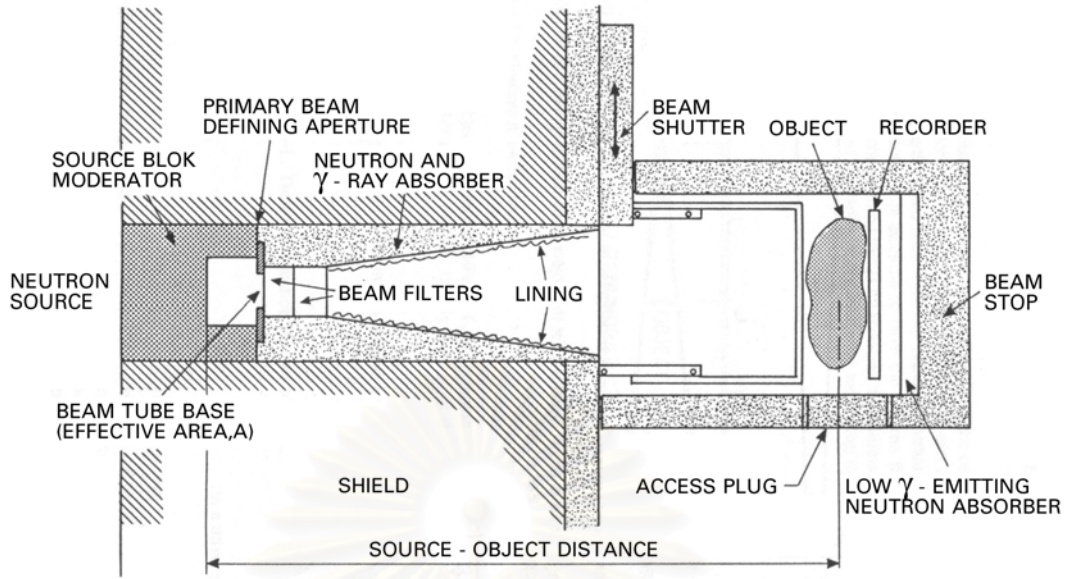 PRIMARY BEAM
DEFINING APERTURE
SOURCE BLOK
MODERATOR
NEUTRON AND
γ - RAY ABSORBER
BEAM
SHUTTER
OBJECT
RECORDER
NEUTRON
SOURCE
BEAM FILTERS
LINING
BEAM
STOP
BEAM TUBE BASE
(EFFECTIVE AREA,A)
SHIELD
ACCESS PLUG
LOW γ - EMITTING
NEUTRON ABSORBER
SOURCE - OBJECT DISTANCE